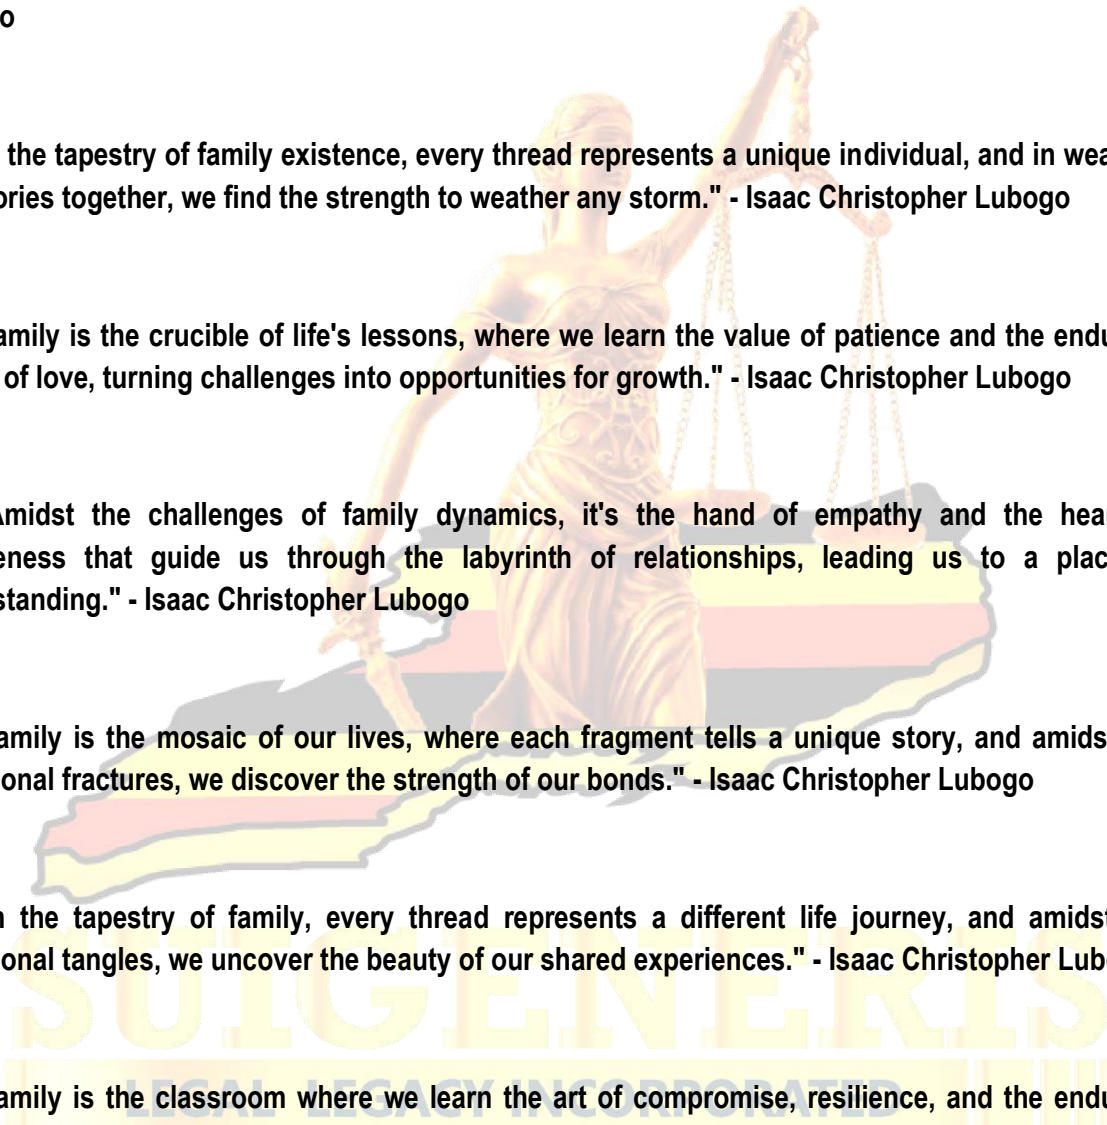 o
the tapestry of family existence, every thread represents a unique individual, and in wea
ories together, we find the strength to weather any storm." - Isaac Christopher Lubogo
amily is the crucible of life's lessons, where we learn the value of patience and the endu
of love, turning challenges into opportunities for growth." - Isaac Christopher Lubogo
Amidst the challenges of family dynamics, it's the hand of empathy and the hear
eness that guide us through the labyrinth of relationships, leading us to a plac
standing." - Isaac Christopher Lubogo
amily is the mosaic of our lives, where each fragment tells a unique story, and amids
onal fractures, we discover the strength of our bonds." - Isaac Christopher Lubogo
n the tapestry of family, every thread represents a different life journey, and amidst
onal tangles, we uncover the beauty of our shared experiences." - Isaac Christopher Lub
SUIGENERIS
amily is the classroom where we learn the art of compromise, resilience, and the endu
LEGAL LEGACY INCORPORATED